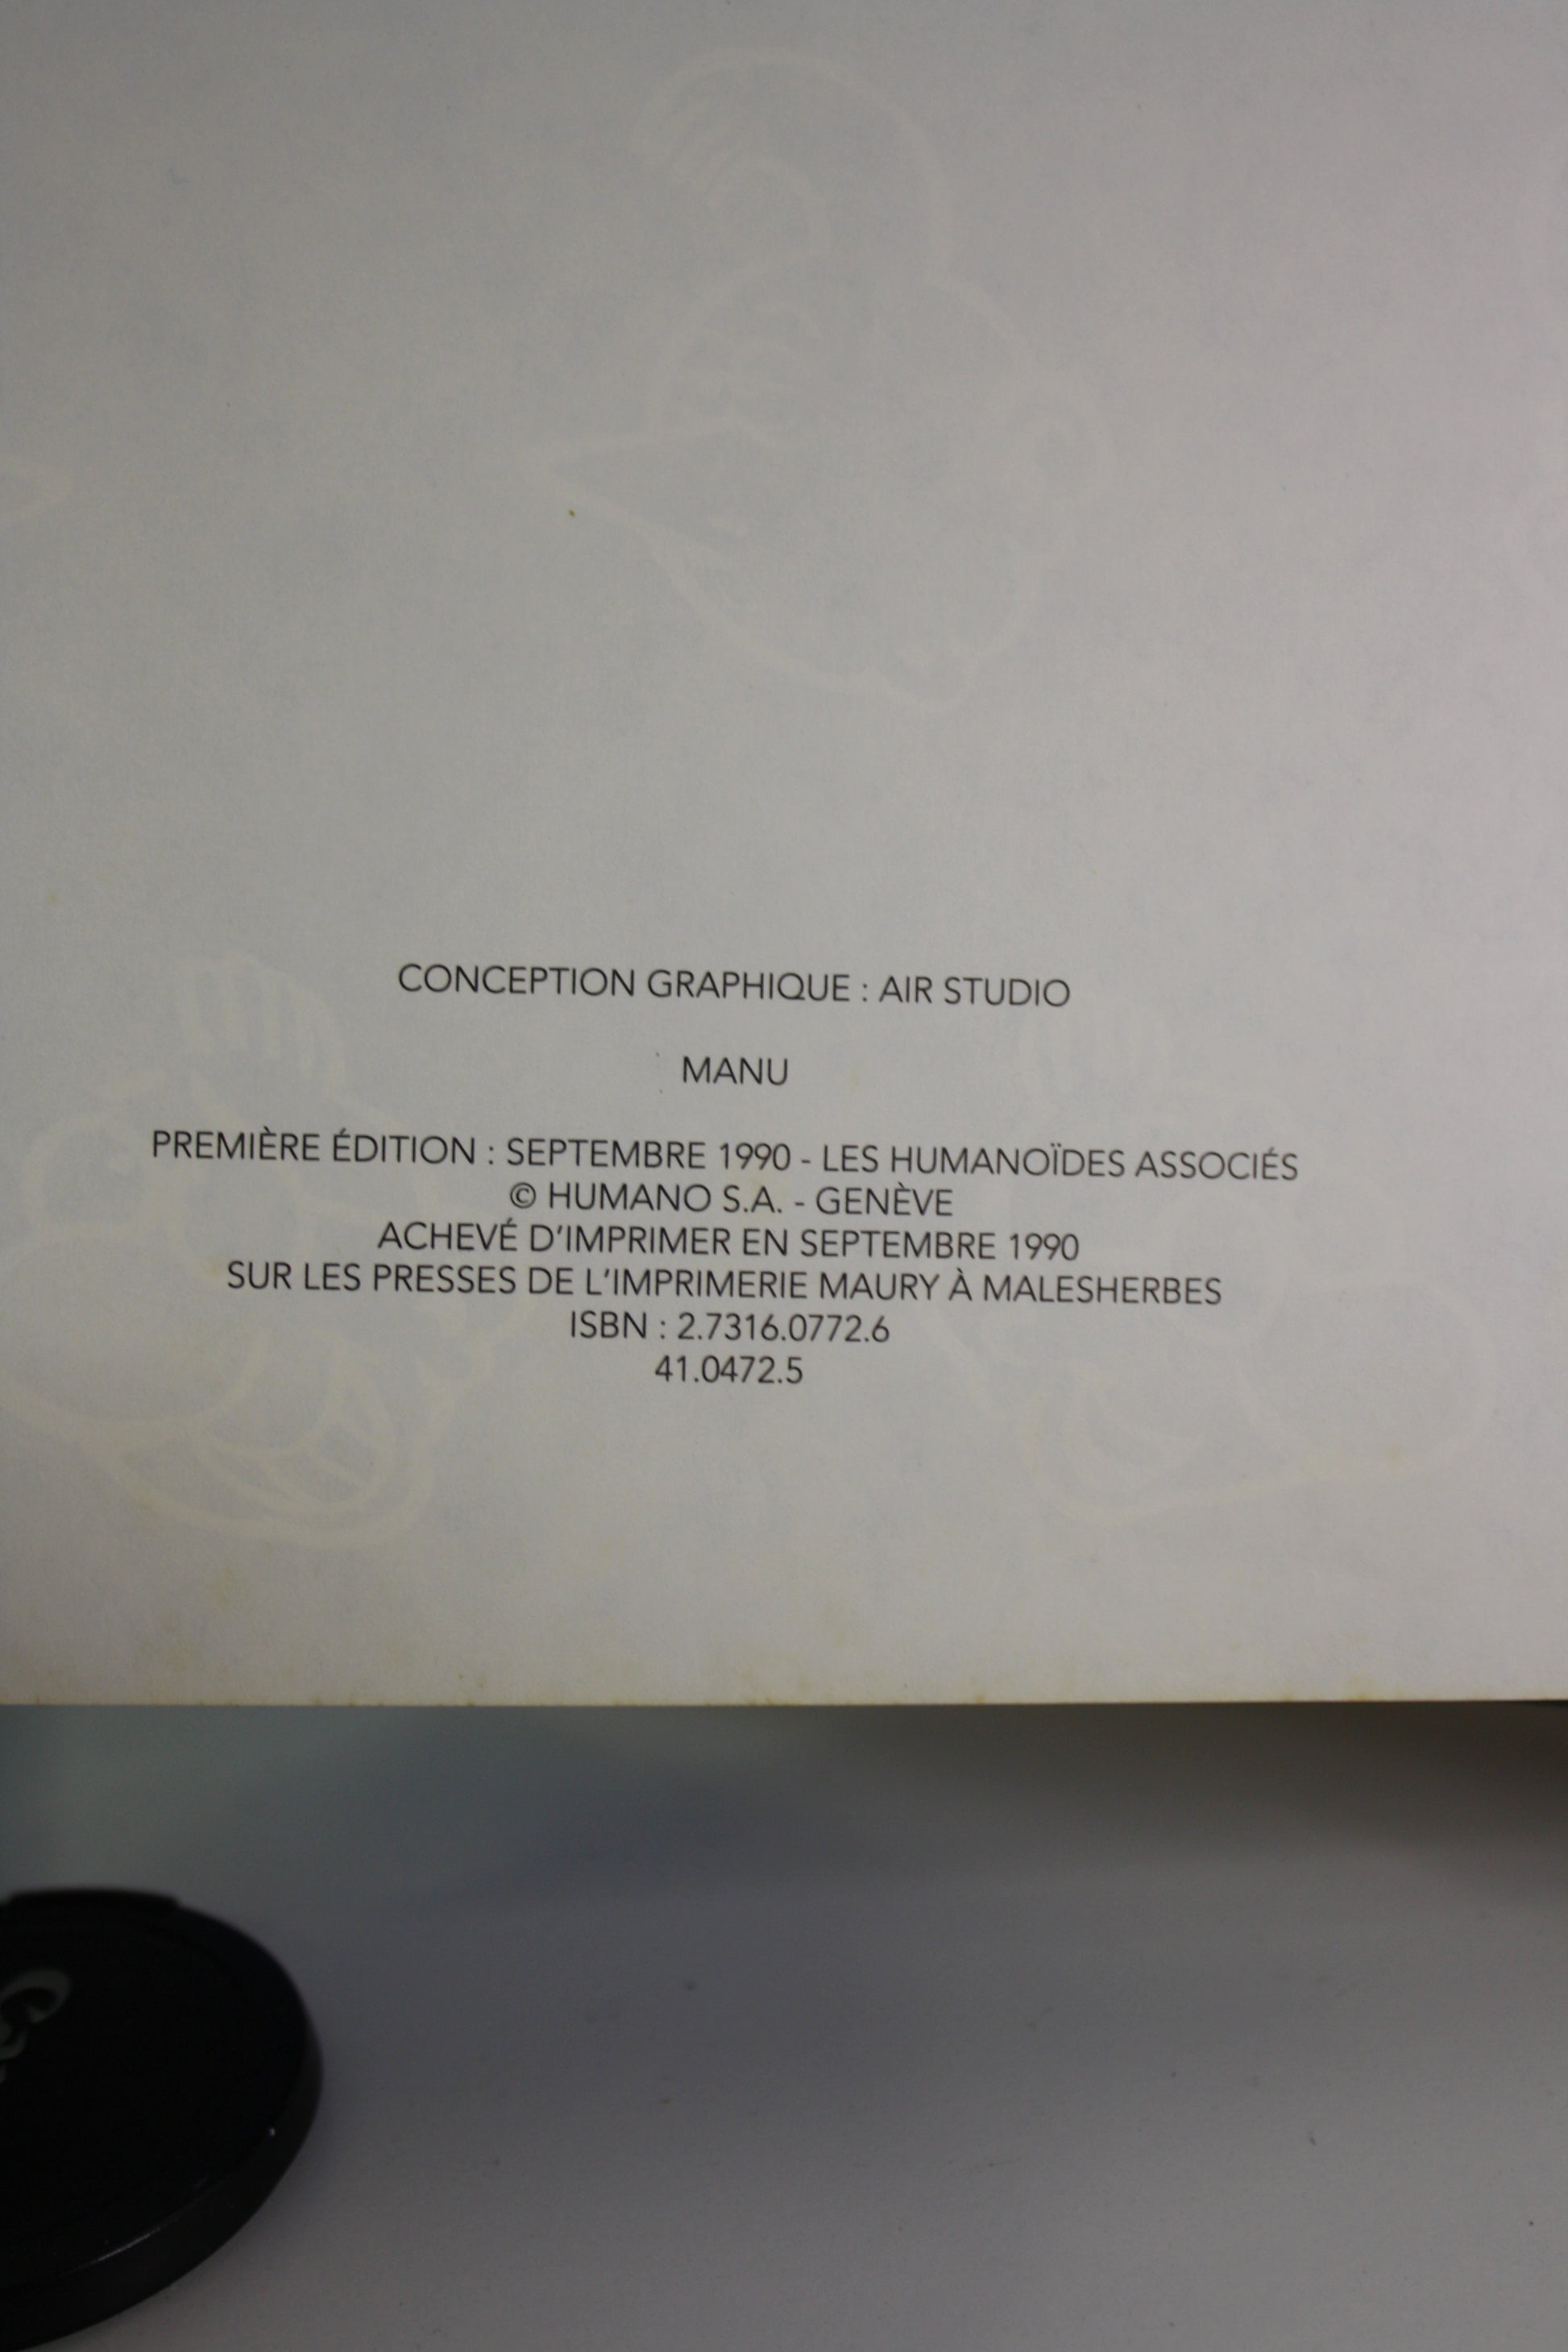 CONCEPTION GRAPHIQUE : AIR STUDIO
MANU
PREMIÈRE ÉDITION : SEPTEMBRE 1990 - LES HUMANOÏDES ASSOCIÉS
© HUMANO S.A. - GENÈVE
ACHEVÉ D'IMPRIMER EN SEPTEMBRE 1990
SUR LES PRESSES DE L'IMPRIMERIE MAURY À MALESHERBES
ISBN : 2.7316.0772.6
41.0472.5